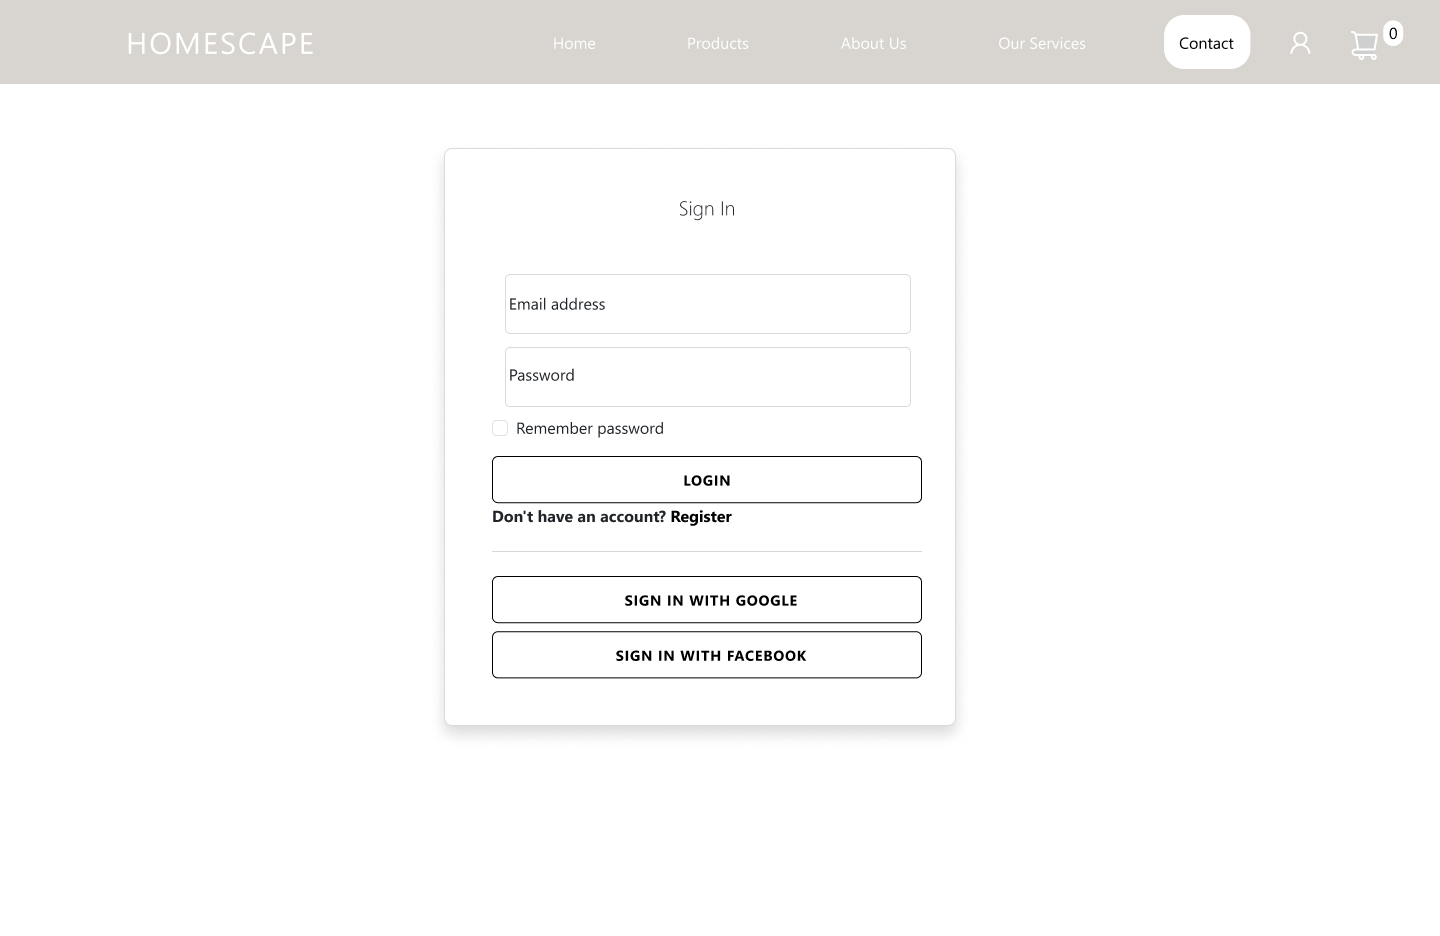 HOMESCAPE Home Products About Us Our Services Contact 0
Sign In
Email address
Password
Remember password
LOGIN
Don't have an account? Register
SIGN IN WITH GOOGLE
SIGN IN WITH FACEBOOK